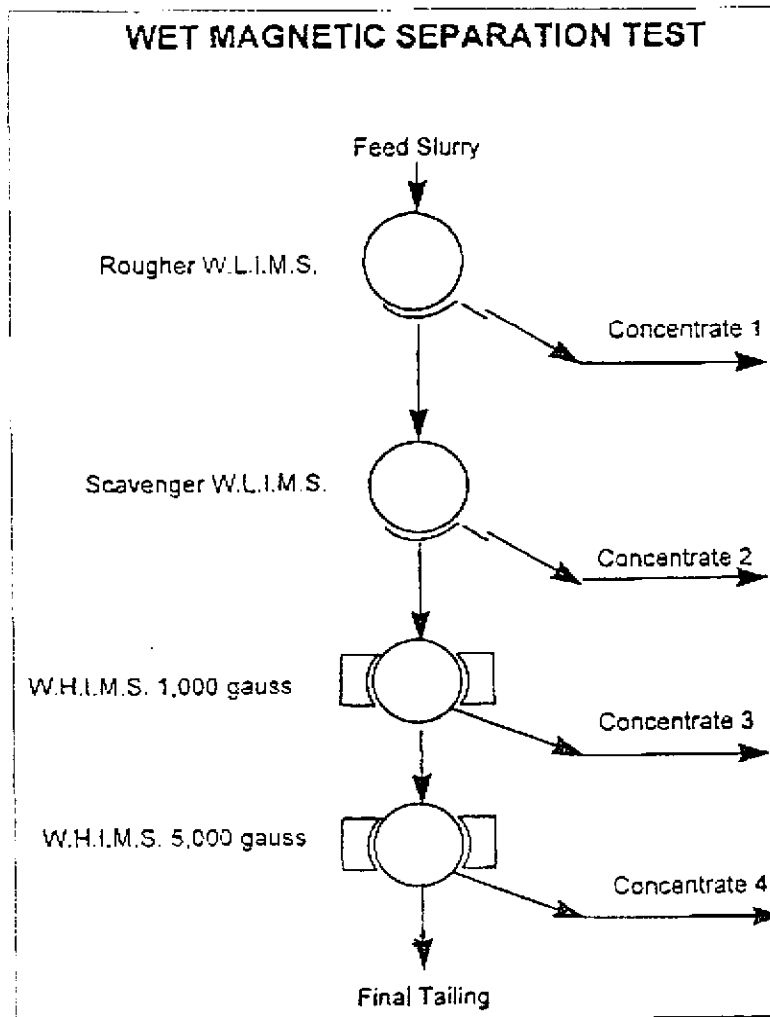 WET MAGNETIC SEPARATION TEST
Feed Slurry
Rougher W.L.I.M.S.
Concentrate 1
Scavenger W.L.I.M.S.
Concentrate 2
W.H.I.M.S. 1,000 gauss
Concentrate 3
W.H.I.M.S. 5,000 gauss
Concentrate 4
Final Tailing